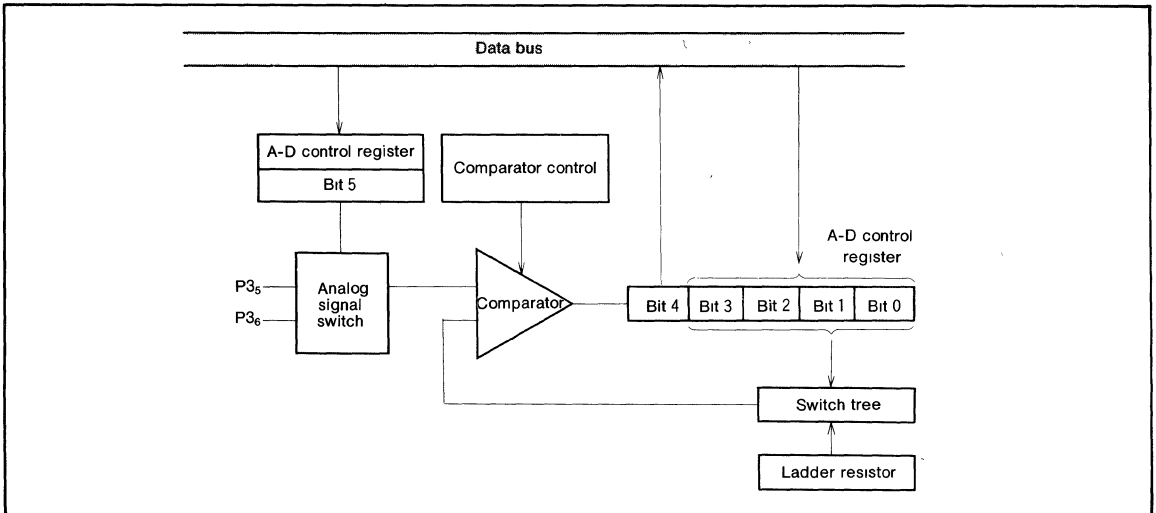 Data bus
A-D control register
Bit 5
Comparator control
A-D control
register
P3₅
P3₆
Analog
signal
switch
Comparator
Bit 4 Bit 3 Bit 2 Bit 1 Bit 0
Switch tree
Ladder resistor